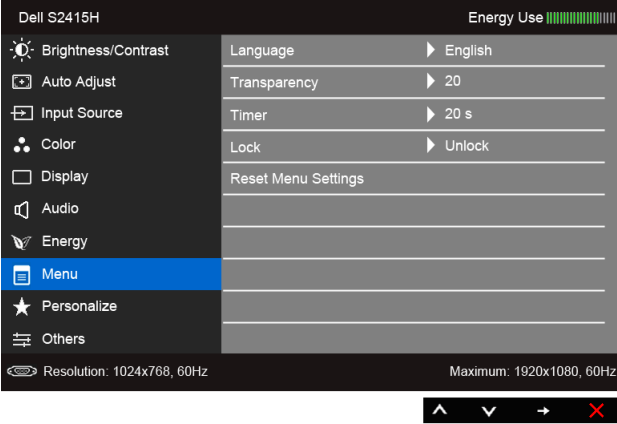 Dell S2415H Energy Use
Brightness/Contrast Language English
Auto Adjust Transparency 20
Input Source Timer 20 s
Color Lock Unlock
Display Reset Menu Settings
Audio
Energy
Menu
Personalize
Others
Resolution: 1024x768, 60Hz Maximum: 1920x1080, 60Hz